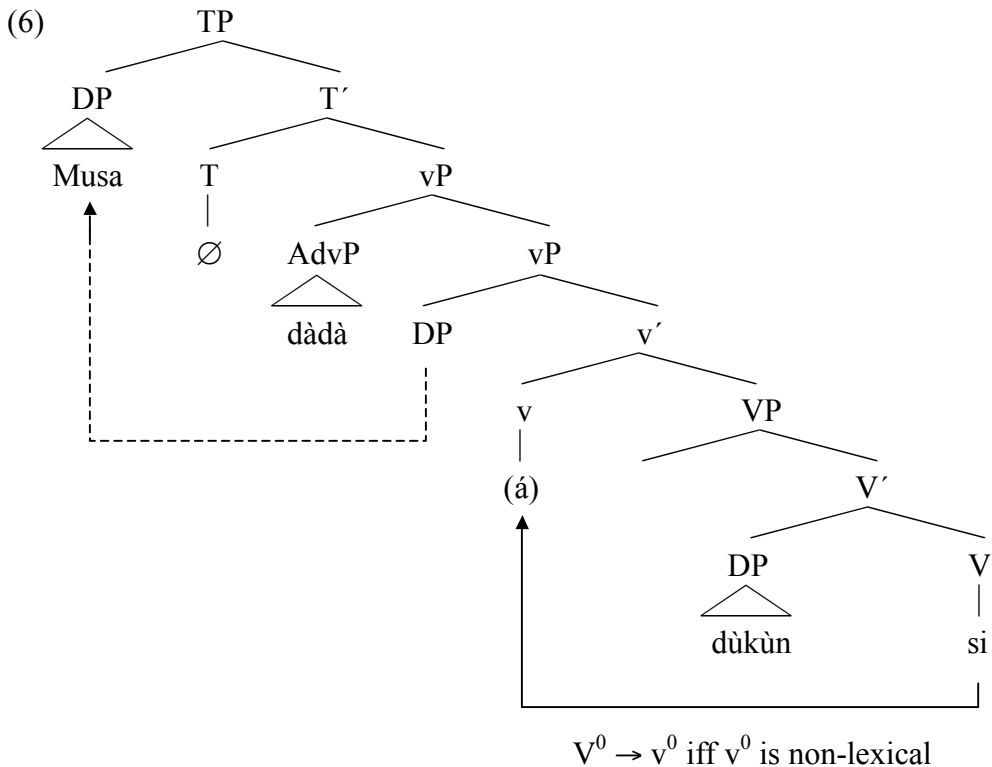 (6) TP
DP T´
Musa T vP
∅ AdvP vP
dàdà DP v´
v VP
(á) V´
DP V
dùkùn si
V⁰ → v⁰ iff v⁰ is non-lexical